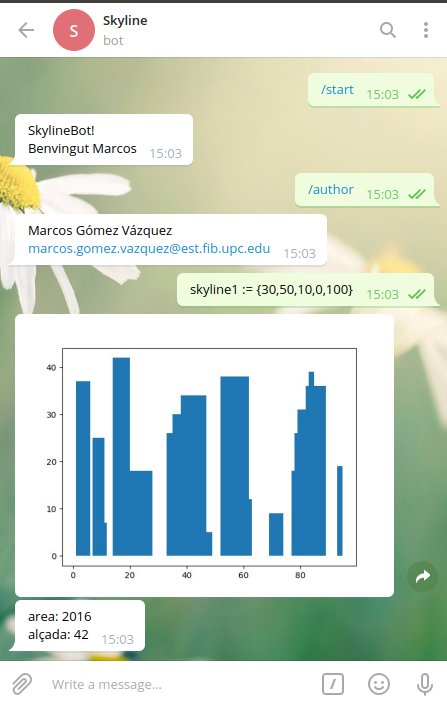 Skyline
bot
/start 15:03
SkylineBot!
Benvingut Marcos 15:03
/author 15:03
Marcos Gómez Vázquez
marcos.gomez.vazquez@est.fib.upc.edu 15:03
skyline1 := {30,50,10,0,100} 15:03
40
30
20
10
0
0 20 40 60 80
area: 2016
alçada: 42 15:03
Write a message...